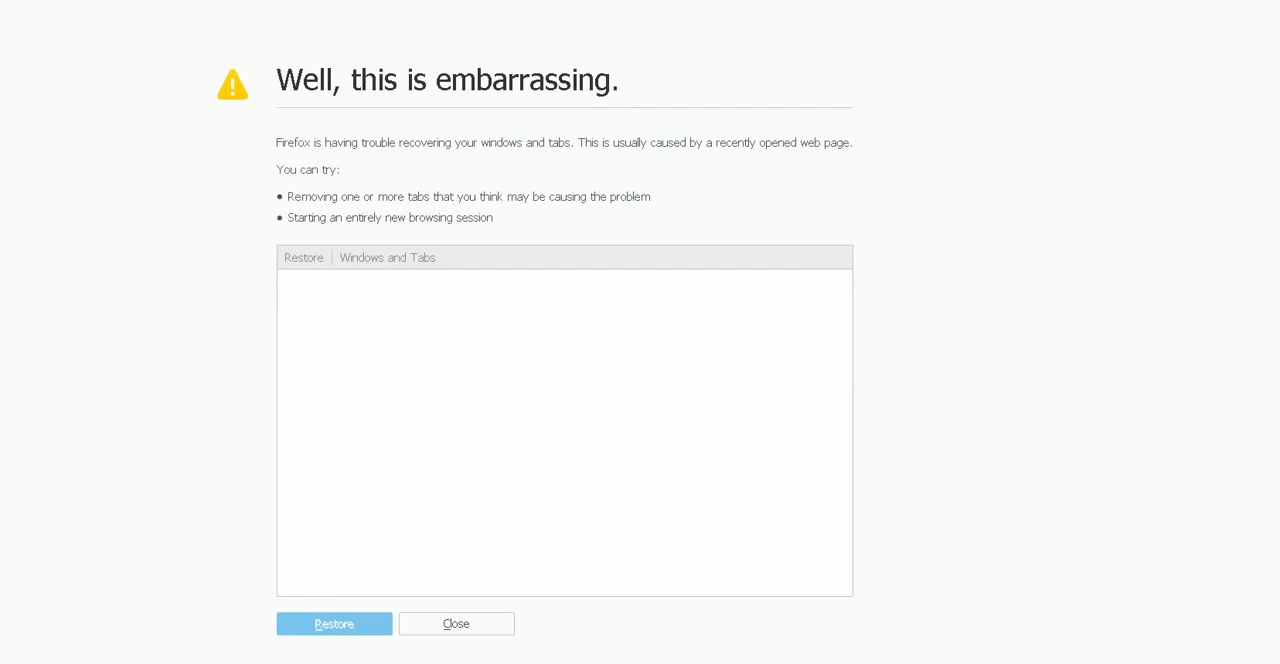 Well, this is embarrassing.
Firefox is having trouble recovering your windows and tabs. This is usually caused by a recently opened web page.
You can try:
• Removing one or more tabs that you think may be causing the problem
• Starting an entirely new browsing session
Restore Windows and Tabs
Restore Close